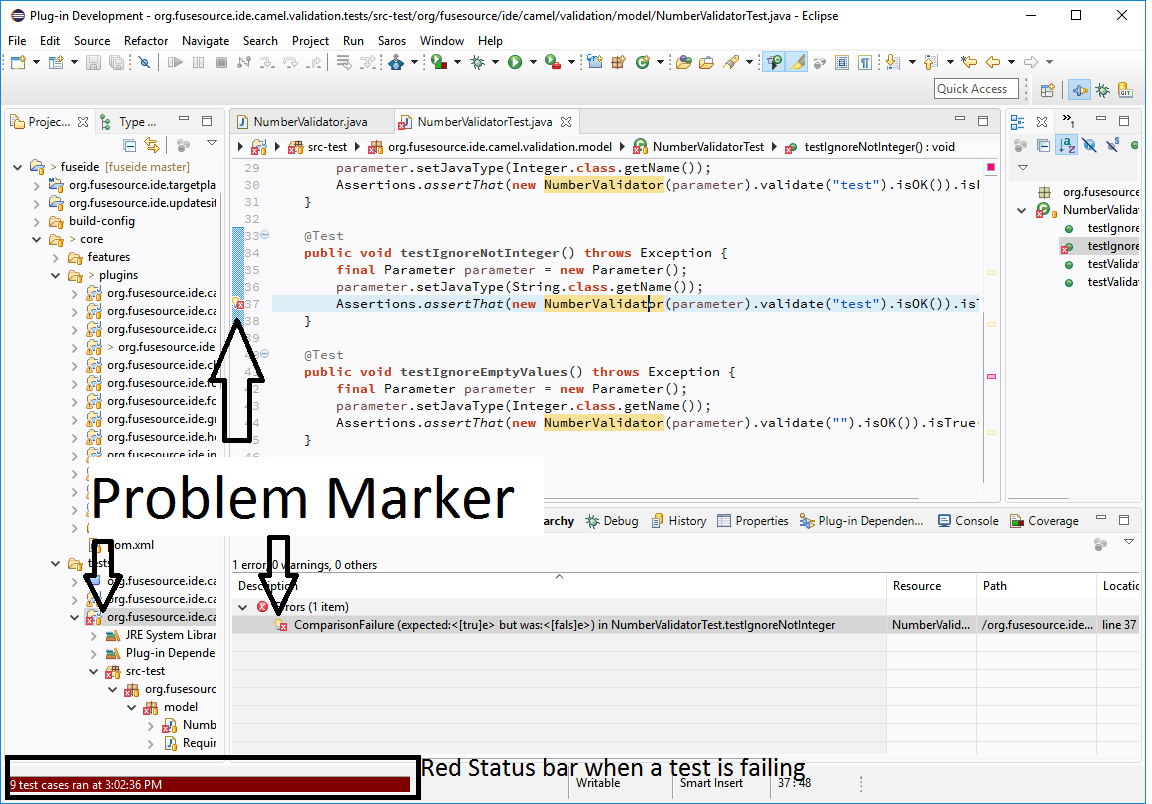 Plug-in Development - org.fusesource.ide.camel.validation.tests/src-test/org/fusesource/ide/camel/validation/model/NumberValidatorTest.java - Eclipse
File Edit Source Refactor Navigate Search Project Run Saros Window Help
Quick Access
Projec... Type ...
fuseide [fuseide master]
org.fusesource.ide.targetpla
org.fusesource.ide.updatesit
build-config
> core
features
> plugins
org.fusesource.ide.ca
org.fusesource.ide.ca
org.fusesource.ide.ca
> org.fusesource.ide
org.fusesource.ide.cl
org.fusesource.ide.fc
org.fusesource.ide.gr
org.fusesource.ide.he
org.fusesource.ide.in
pom.xml
tests
org.fusesource.ide.ca
org.fusesource.ide.ca
org.fusesource.ide.ca
JRE System Librar
Plug-in Depende
src-test
org.fusesourc
model
Numb
Requir
NumberValidator.java NumberValidatorTest.java
src-test org.fusesource.ide.camel.validation.model NumberValidatorTest testIgnoreNotInteger() : void
29 parameter.setJavaType(Integer.class.getName());
30 Assertions.assertThat(new NumberValidator(parameter).validate("test").isOK()).is
31 }
32
33 @Test
34 public void testIgnoreNotInteger() throws Exception {
35 final Parameter parameter = new Parameter();
36 parameter.setJavaType(String.class.getName());
37 Assertions.assertThat(new NumberValidator(parameter).validate("test").isOK()).isT
38 }
39
40 @Test
public void testIgnoreEmptyValues() throws Exception {
final Parameter parameter = new Parameter();
43 parameter.setJavaType(Integer.class.getName());
44 Assertions.assertThat(new NumberValidator(parameter).validate("").isOK()).isTrue
}
46
1
org.fusesource
NumberValida
testIgnore
testIgnore
testValida
testValida
Problem Marker
archy Debug History Properties Plug-in Dependen... Console Coverage
1 error, 0 warnings, 0 others
Description Resource Path Locatic
Errors (1 item)
ComparisonFailure (expected:<[tru]e> but was:<[fals]e>) in NumberValidatorTest.testIgnoreNotInteger NumberValid... /org.fusesource.ide... line 37
9 test cases ran at 3:02:36 PM
Red Status bar when a test is failing
Writable Smart Insert 37 : 48